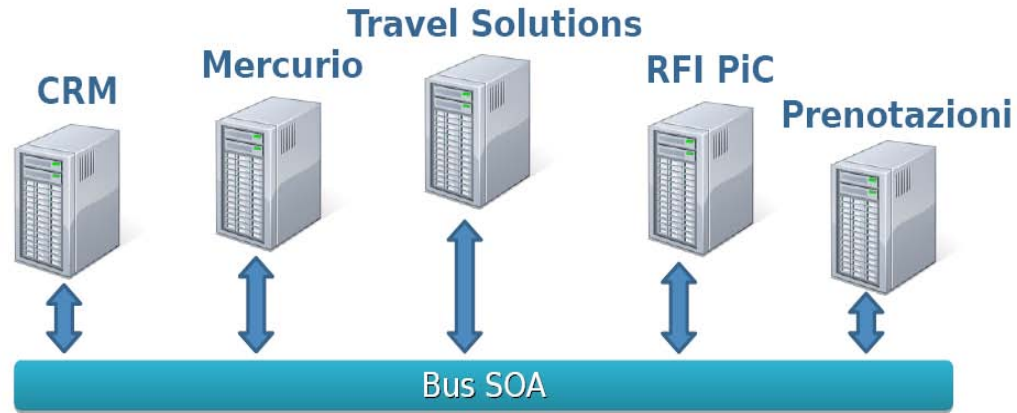 Travel Solutions
Mercurio
RFI PiC
CRM
Prenotazioni
Bus SOA